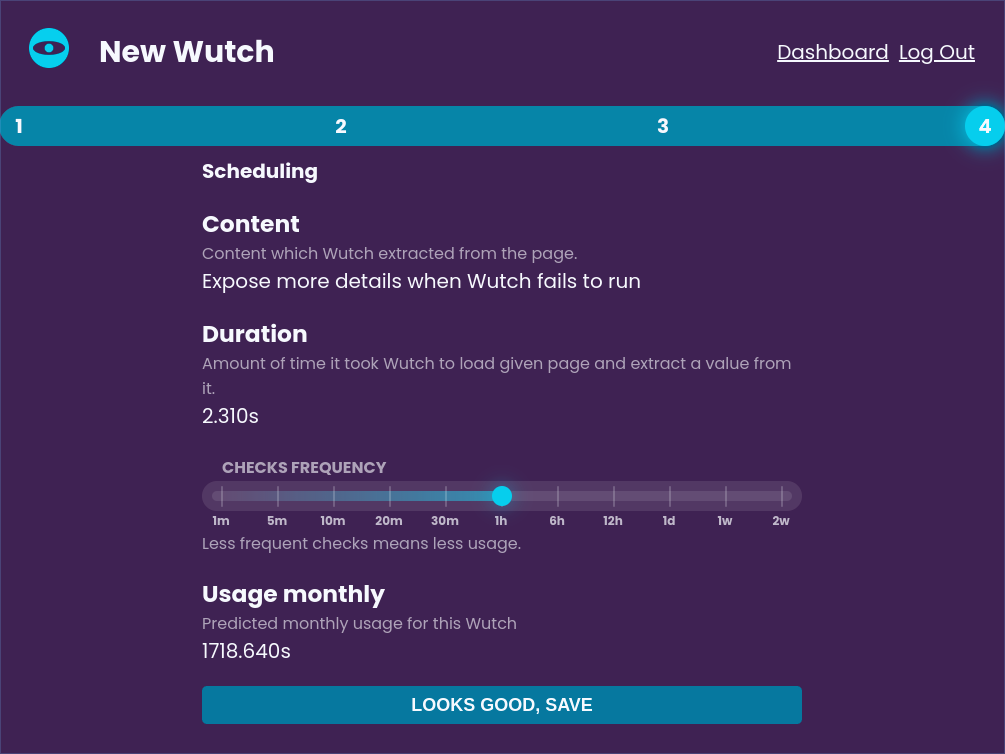 New Wutch
Dashboard Log Out
1 2 3 4
Scheduling
Content
Content which Wutch extracted from the page.
Expose more details when Wutch fails to run
Duration
Amount of time it took Wutch to load given page and extract a value from
it.
2.310s
CHECKS FREQUENCY
1m 5m 10m 20m 30m 1h 6h 12h 1d 1w 2w
Less frequent checks means less usage.
Usage monthly
Predicted monthly usage for this Wutch
1718.640s
LOOKS GOOD, SAVE